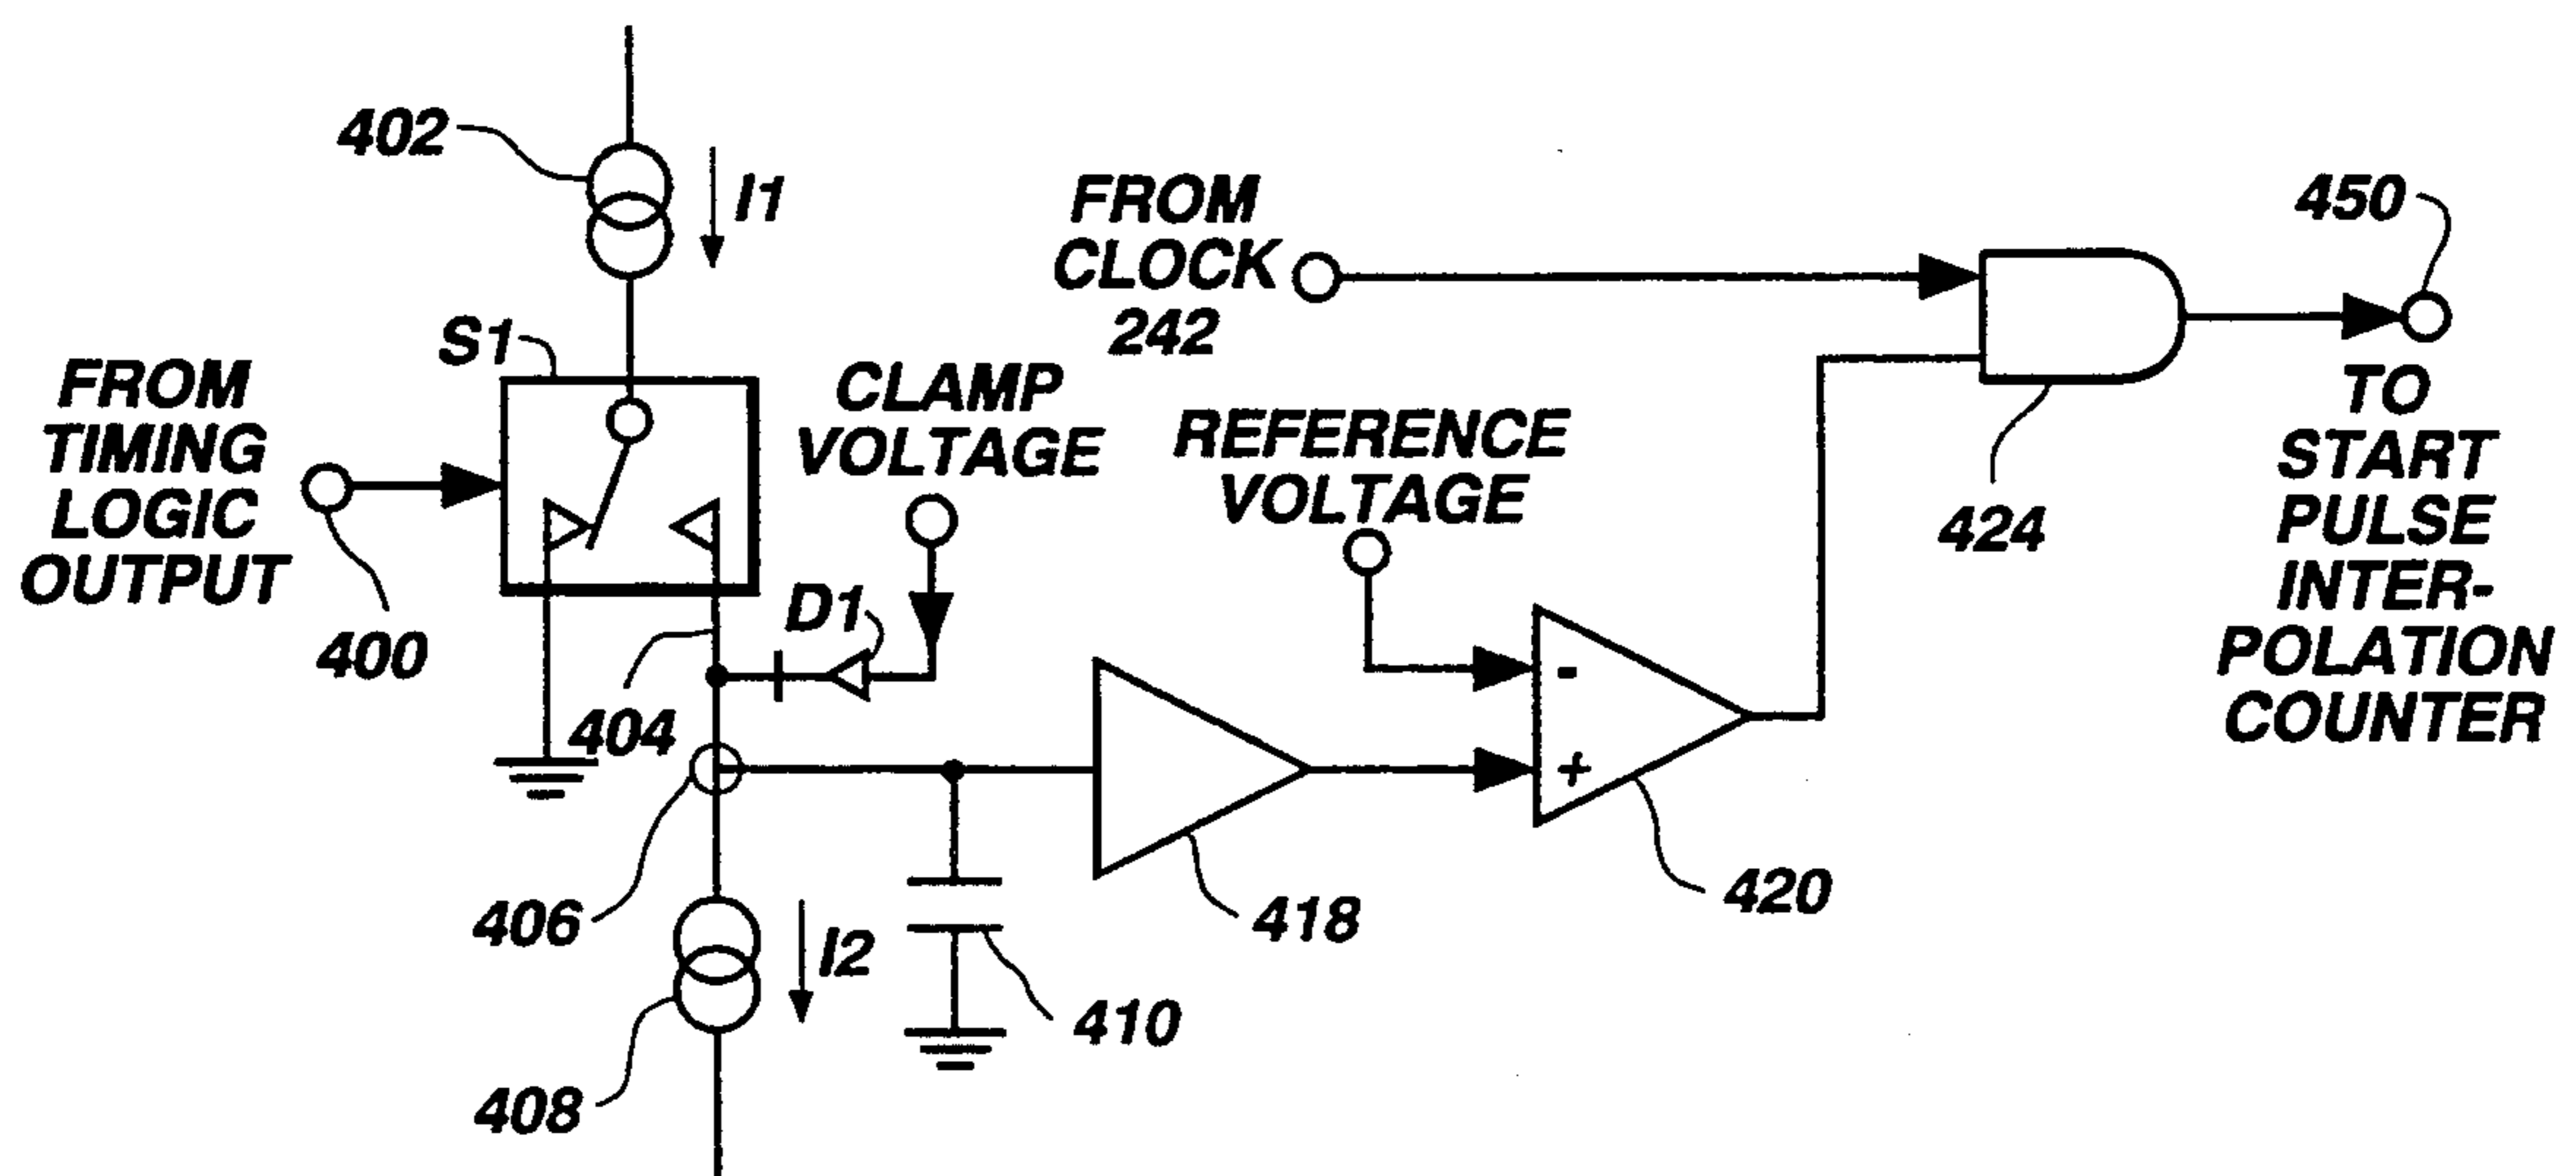 402
I1
S1
FROM
TIMING
LOGIC
OUTPUT
400
CLAMP
VOLTAGE
D1
404
406
408
I2
410
418
FROM
CLOCK
242
REFERENCE
VOLTAGE
-
+
420
424
450
TO
START
PULSE
INTER-
POLATION
COUNTER